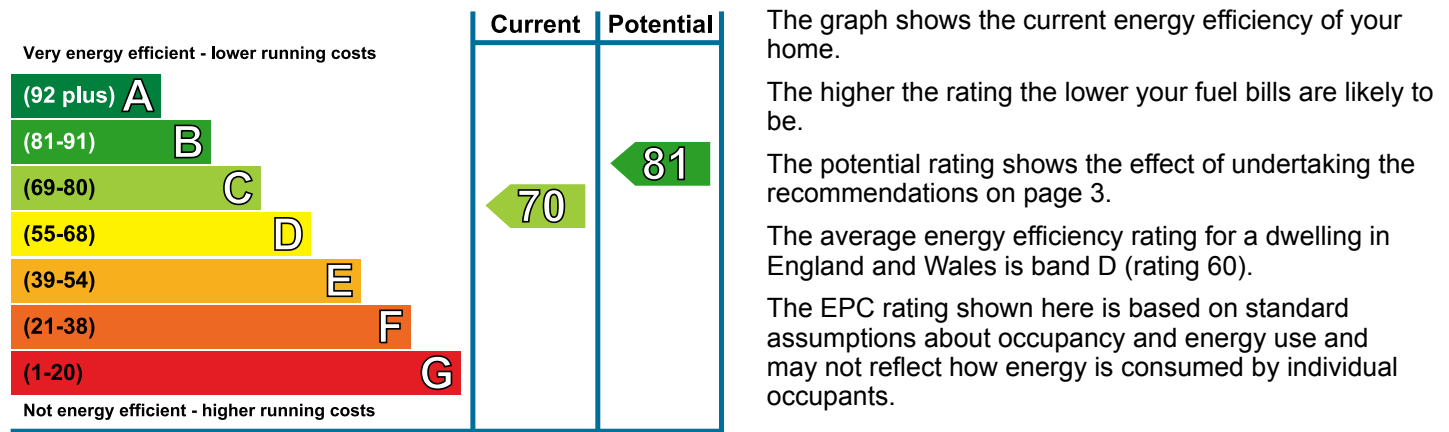 Current Potential
Very energy efficient - lower running costs
(92 plus) A
(81-91) B
(69-80) C
(55-68) D
(39-54) E
(21-38) F
(1-20) G
Not energy efficient - higher running costs
70
81
The graph shows the current energy efficiency of your
home.
The higher the rating the lower your fuel bills are likely to
be.
The potential rating shows the effect of undertaking the
recommendations on page 3.
The average energy efficiency rating for a dwelling in
England and Wales is band D (rating 60).
The EPC rating shown here is based on standard
assumptions about occupancy and energy use and
may not reflect how energy is consumed by individual
occupants.